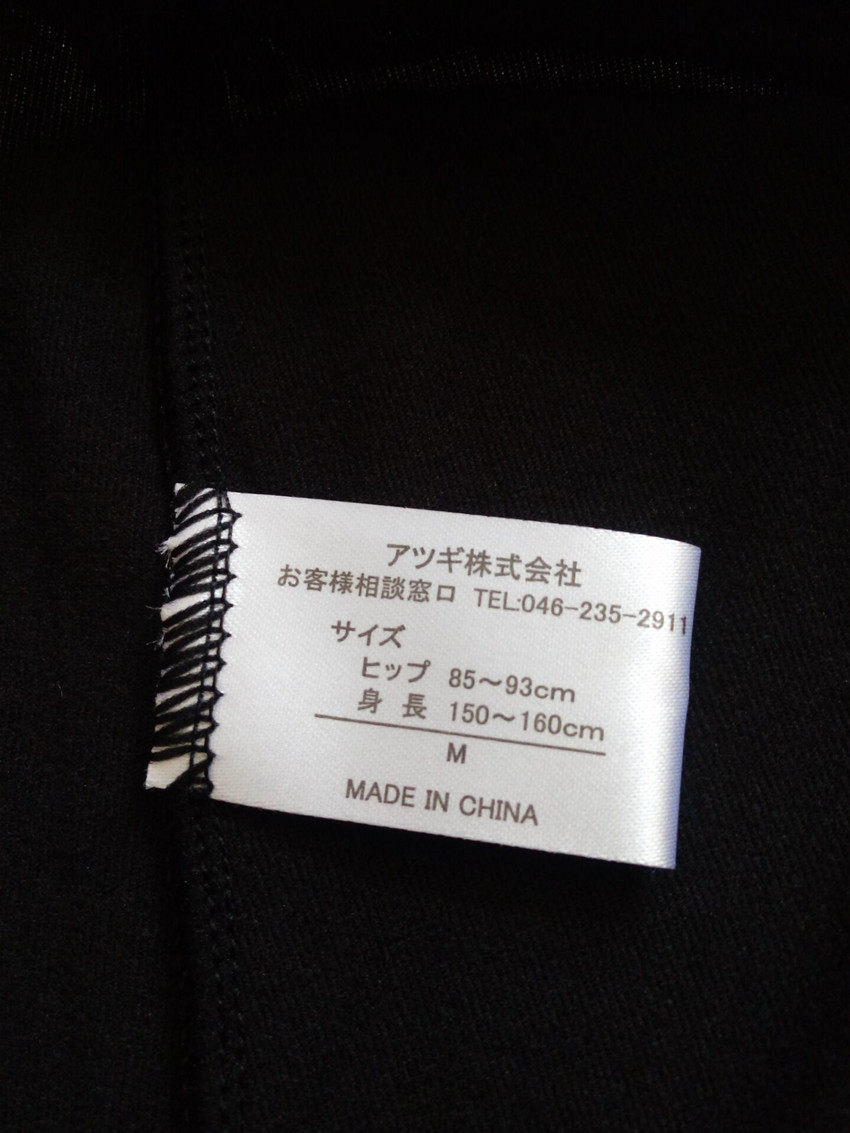 アツギ株式会社
お客様相談窓口 TEL:046-235-2911
サイズ
ヒップ 85～93cm
身 長 150～160cm
M
MADE IN CHINA